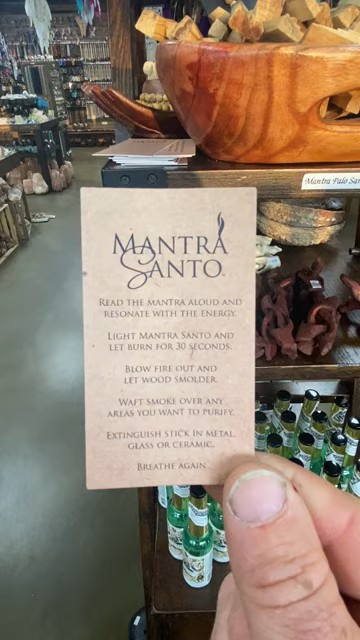 MANTRA
SANTO
READ THE MANTRA ALOUD AND
RESONATE WITH THE ENERGY.
LIGHT MANTRA SANTO AND
LET BURN FOR 30 SECONDS.
BLOW FIRE OUT AND
LET WOOD SMOLDER.
WAFT SMOKE OVER ANY
AREAS YOU WANT TO PURIFY.
EXTINGUISH STICK IN METAL,
GLASS OR CERAMIC.
BREATHE AGAIN.
Mantra Palo San